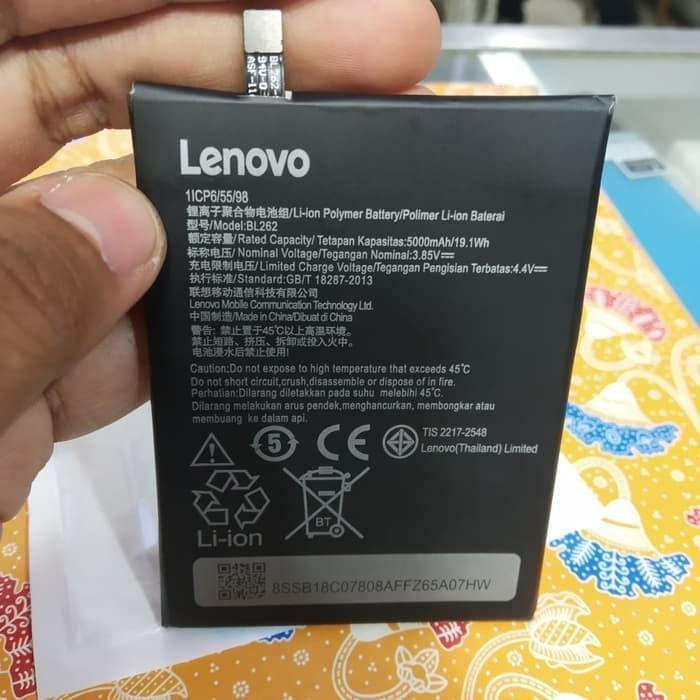 BL262-
94V-0
ASF-11
Lenovo
1ICP6/55/98
锂离子聚合物电池组/Li-ion Polymer Battery/Polimer Li-ion Baterai
型号/Model:BL262
额定容量/ Rated Capacity/ Tetapan Kapasitas:5000mAh/19.1Wh
标称电压/ Nominal Voltage/Tegangan Nominal:3.85V⎓
充电限制电压/ Limited Charge Voltage/Tegangan Pengisian Terbatas:4.4V⎓
执行标准/Standard:GB/T 18287-2013
联想移动通信科技有限公司
Lenovo Mobile Communication Technology Ltd.
中国制造/Made in China/Dibuat di China
警告: 禁止置于45℃以上高温环境。
禁止短路、挤压、拆卸或投入火中。
电池浸水后禁止使用。
Caution:Do not expose to high temperature that exceeds 45℃
Do not short circuit,crush,disassemble or dispose of in fire.
Perhatian:Dilarang diletakkan pada suhu melebihi 45℃.
Dilarang melakukan arus pendek,menghancurkan, membongkar atau
membuang ke dalam api.
5
CE
TIS 2217-2548
Lenovo(Thailand) Limited
Li-ion
BT
8SSB18C07808AFFZ65A07HW